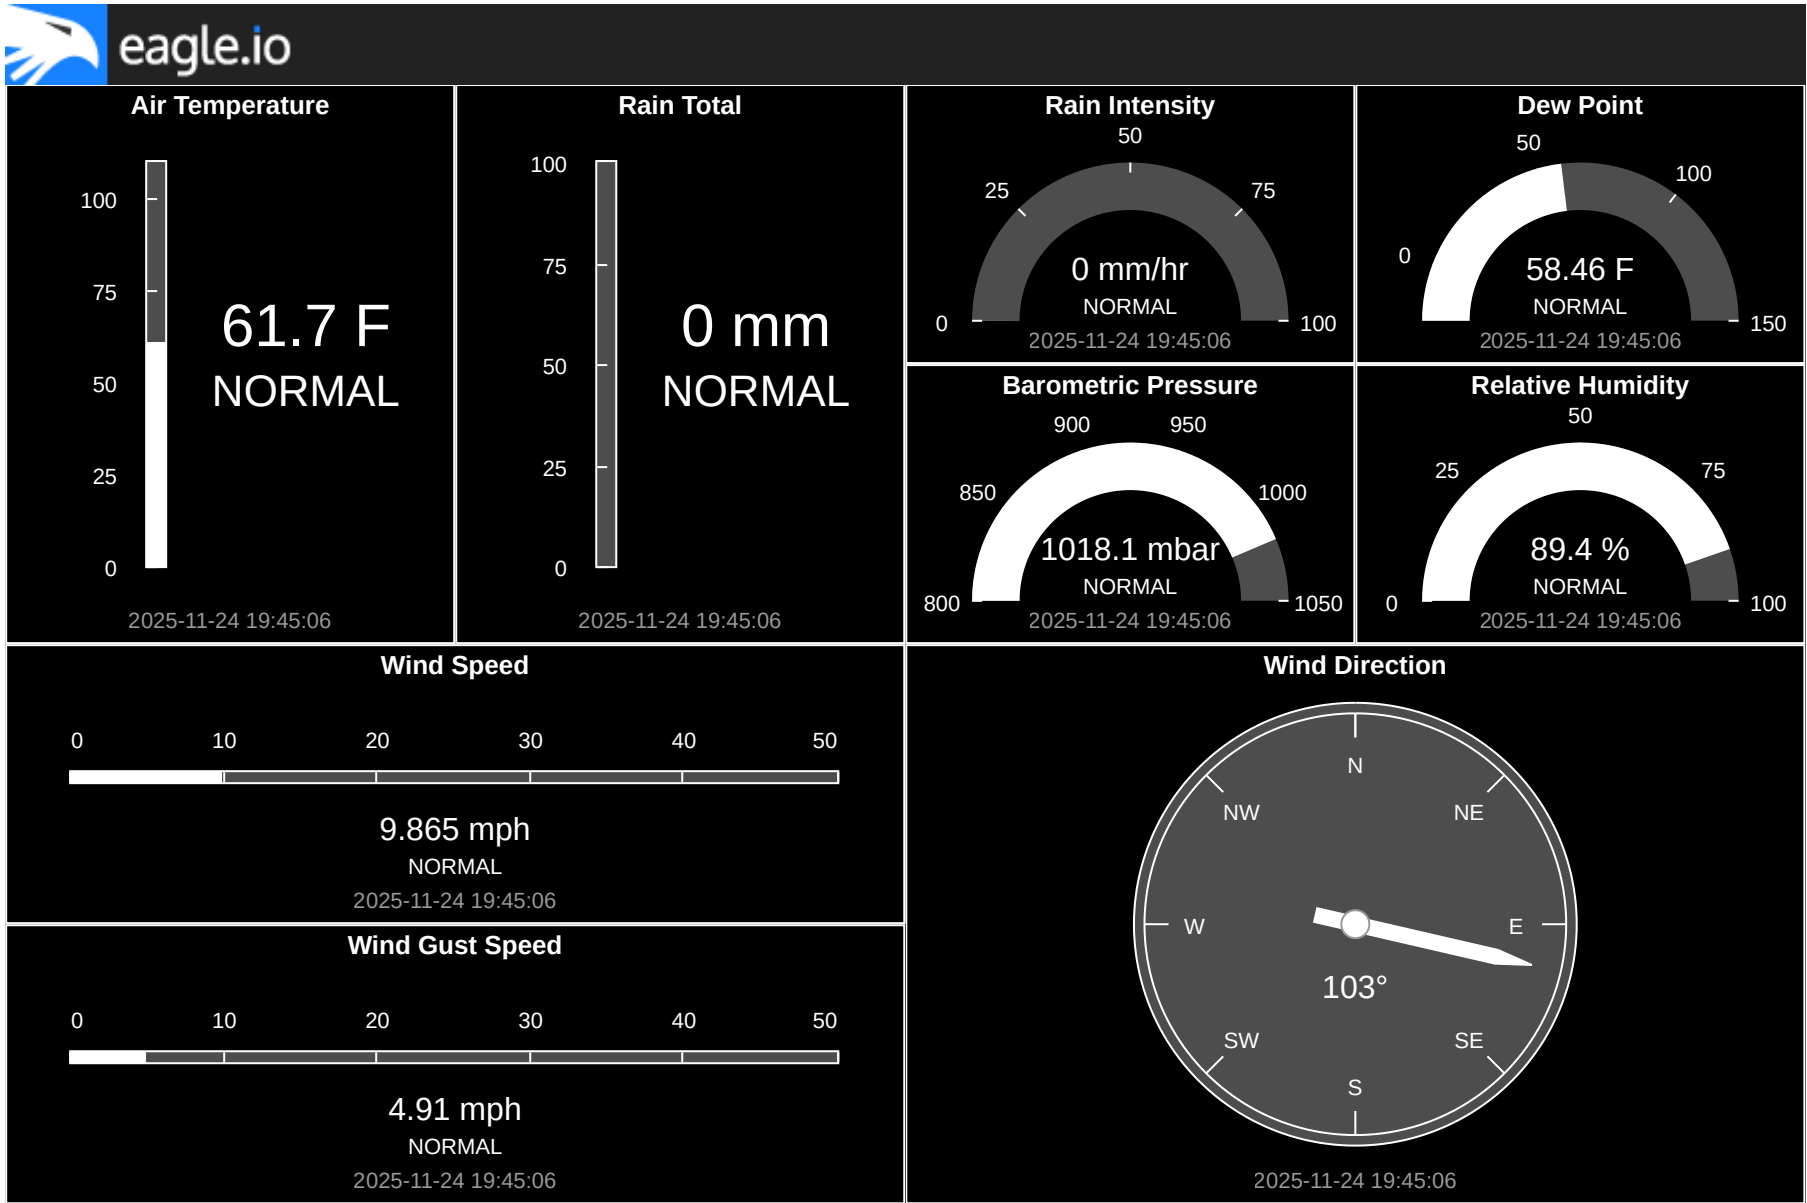 eagle.io
Air Temperature
100
75
50
25
0
61.7 F
NORMAL
2025-11-24 19:45:06
Rain Total
100
75
50
25
0
0 mm
NORMAL
2025-11-24 19:45:06
Rain Intensity
50
25
75
0
100
0 mm/hr
NORMAL
2025-11-24 19:45:06
Dew Point
50
100
0
150
58.46 F
NORMAL
2025-11-24 19:45:06
Barometric Pressure
900
950
850
1000
800
1050
1018.1 mbar
NORMAL
2025-11-24 19:45:06
Relative Humidity
50
25
75
0
100
89.4 %
NORMAL
2025-11-24 19:45:06
Wind Speed
0 10 20 30 40 50
9.865 mph
NORMAL
2025-11-24 19:45:06
Wind Gust Speed
0 10 20 30 40 50
4.91 mph
NORMAL
2025-11-24 19:45:06
Wind Direction
N
NW
NE
W
E
103°
SW
SE
S
2025-11-24 19:45:06